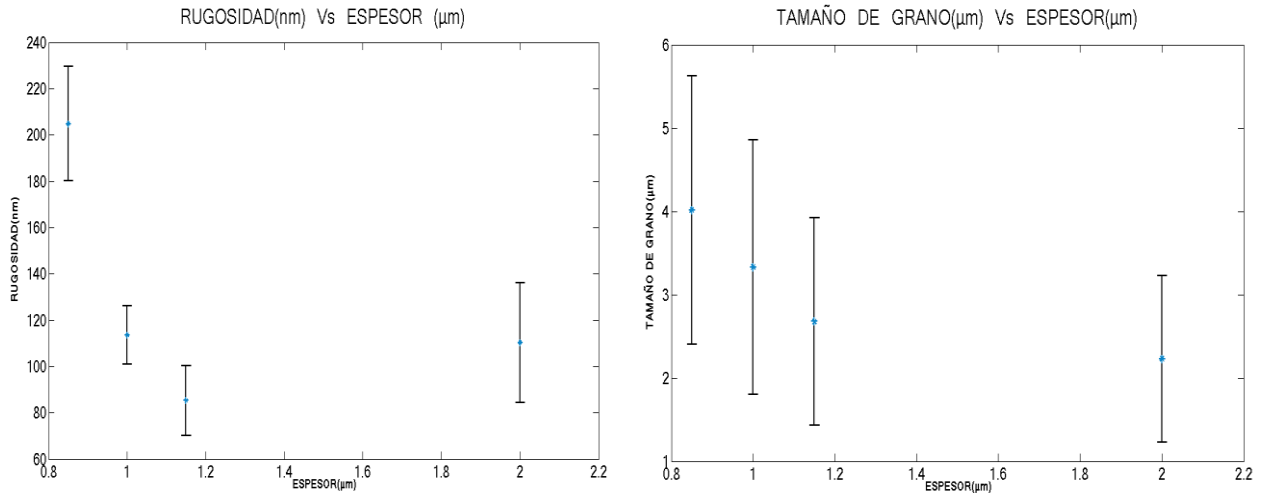 RUGOSIDAD(nm) Vs ESPESOR (µm)
240
220
200
180
160
140
120
100
80
60
RUGOSIDAD(nm)
0.8 1 1.2 1.4 1.6 1.8 2 2.2
ESPESOR(µm)
TAMAÑO DE GRANO(µm) Vs ESPESOR(µm)
6
5
4
3
2
1
TAMAÑO DE GRANO(µm)
0.8 1 1.2 1.4 1.6 1.8 2 2.2
ESPESOR(µm)